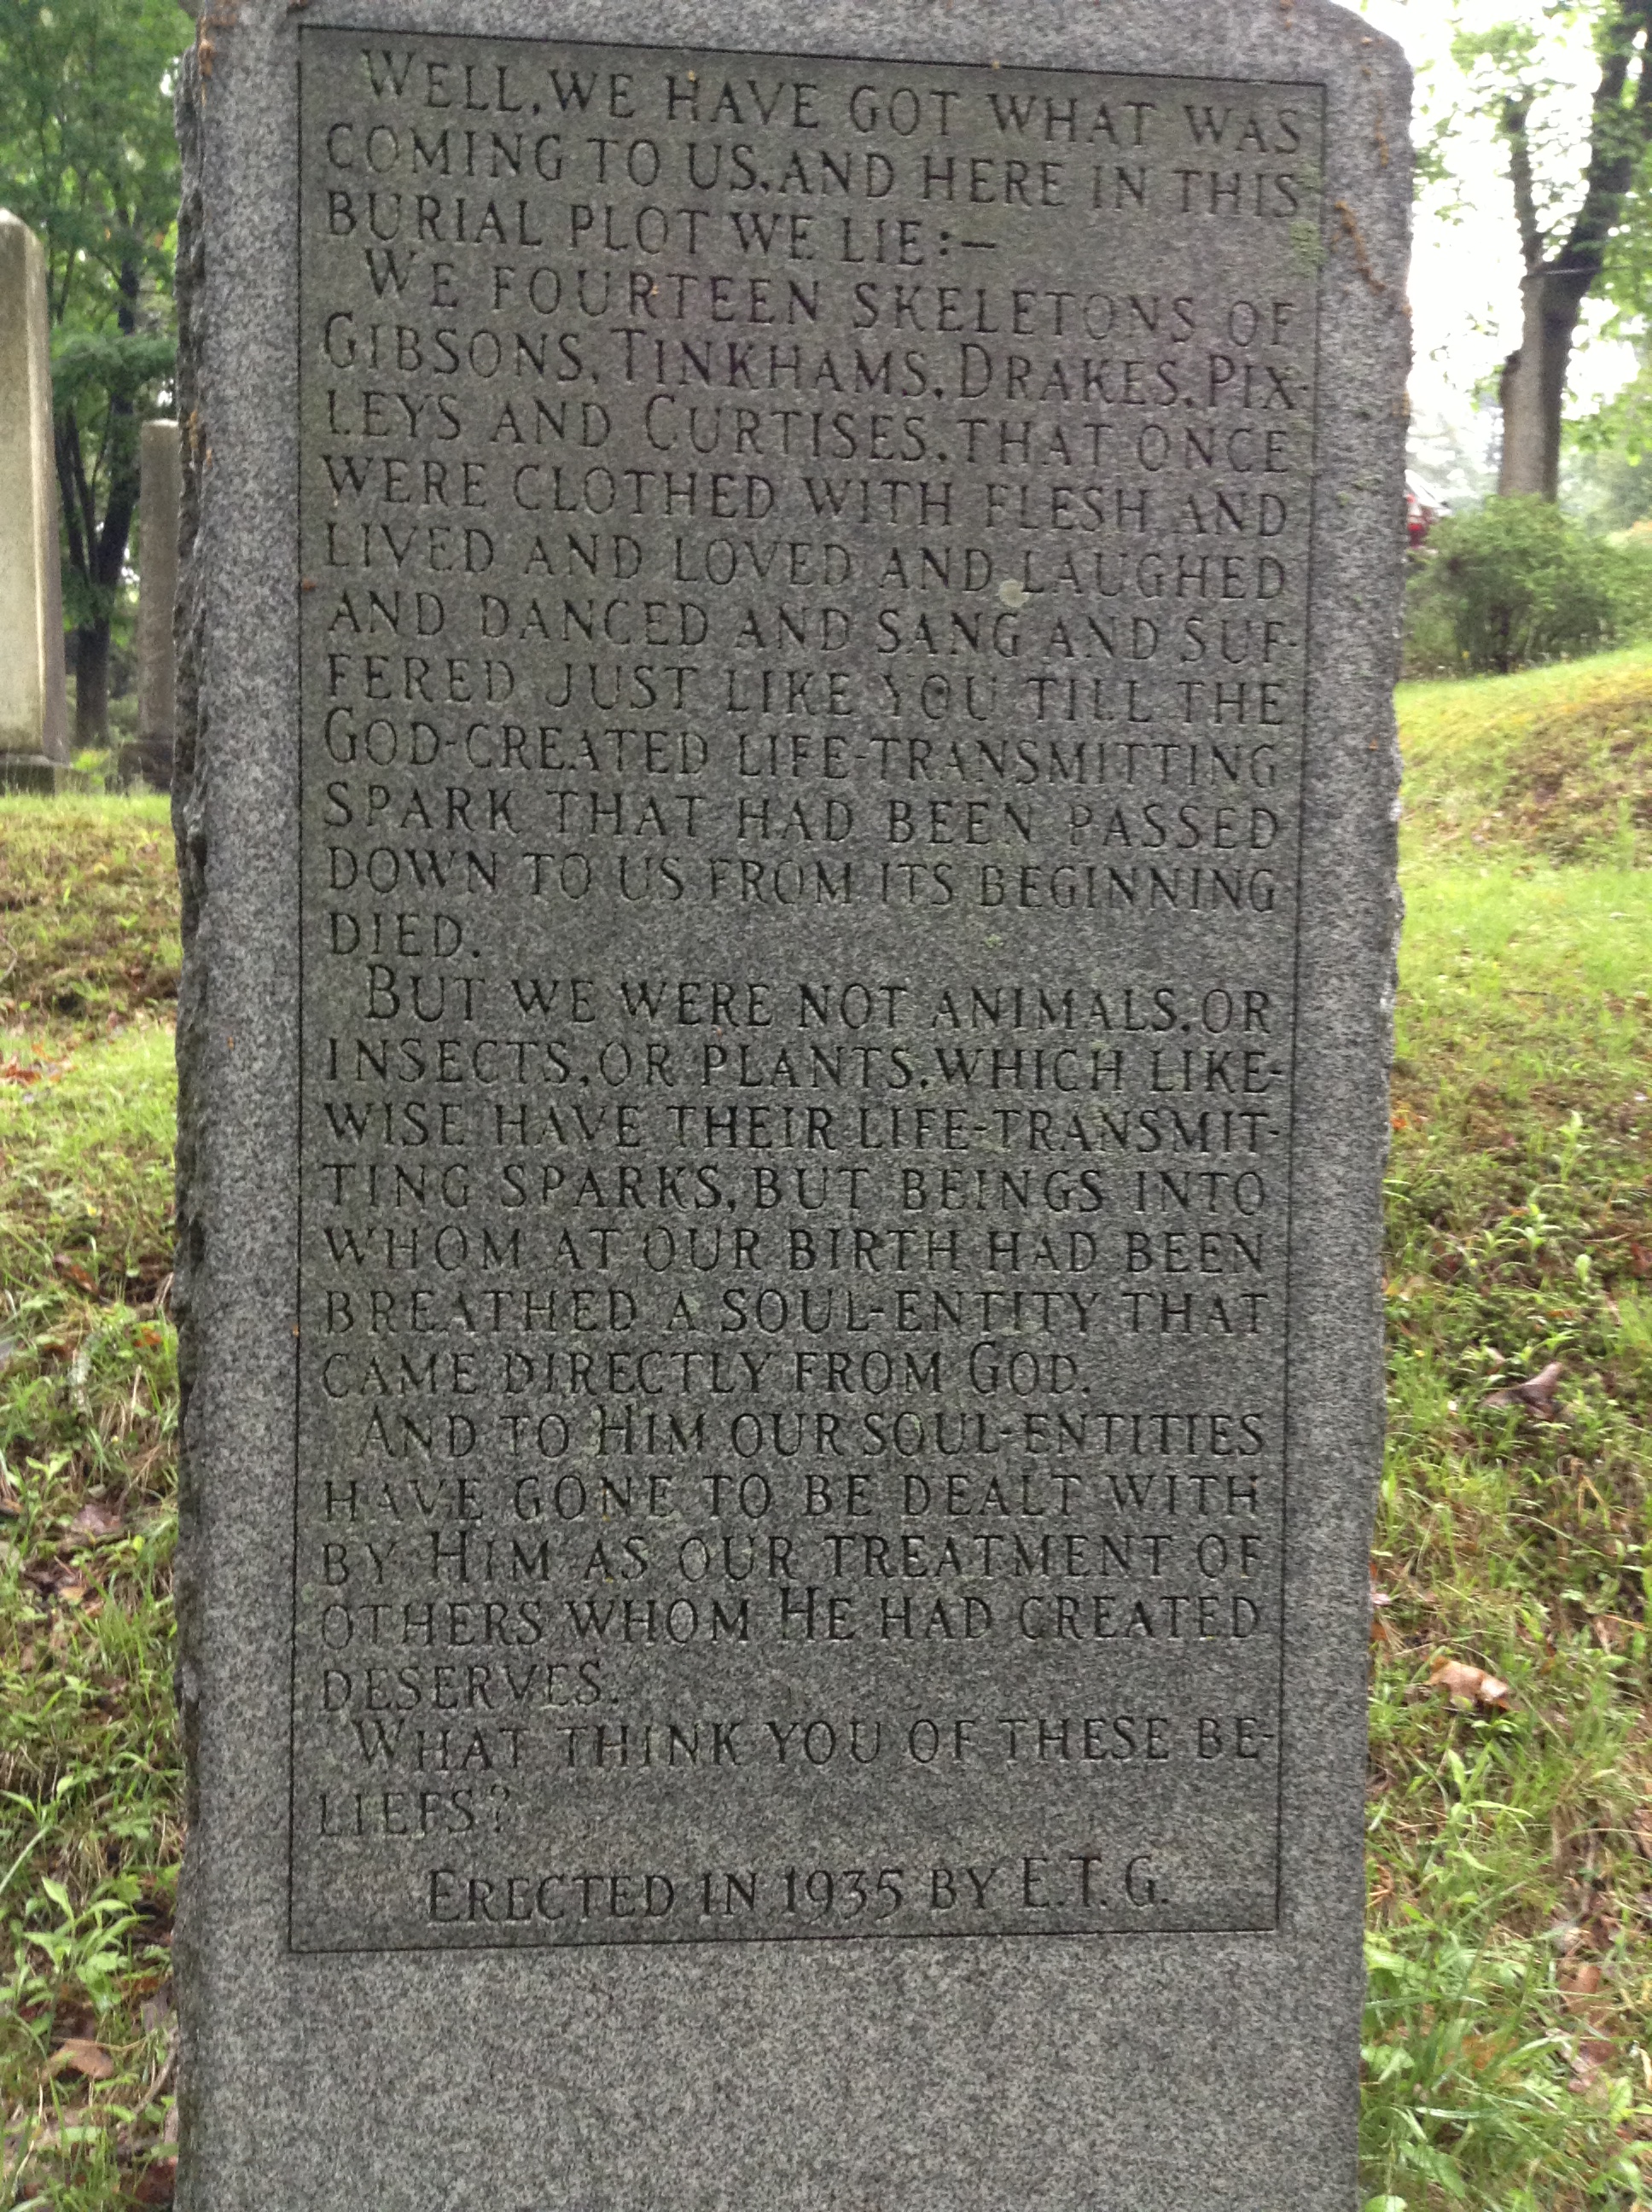 WELL, WE HAVE GOT WHAT WAS
COMING TO US, AND HERE IN THIS
BURIAL PLOT WE LIE:—
WE FOURTEEN SKELETONS OF
GIBSONS, TINKHAMS, DRAKES, PIX-
LEYS AND CURTISES, THAT ONCE
WERE CLOTHED WITH FLESH AND
LIVED AND LOVED AND LAUGHED
AND DANCED AND SANG AND SUF-
FERED JUST LIKE YOU TILL THE
GOD-CREATED LIFE-TRANSMITTING
SPARK THAT HAD BEEN PASSED
DOWN TO US FROM ITS BEGINNING
DIED.
BUT WE WERE NOT ANIMALS, OR
INSECTS, OR PLANTS, WHICH LIKE-
WISE HAVE THEIR LIFE-TRANSMIT-
TING SPARKS, BUT BEINGS INTO
WHOM AT OUR BIRTH HAD BEEN
BREATHED A SOUL-ENTITY THAT
CAME DIRECTLY FROM GOD.
AND TO HIM OUR SOUL-ENTITIES
HAVE GONE TO BE DEALT WITH
BY HIM AS OUR TREATMENT OF
OTHERS WHOM HE HAD CREATED
DESERVES.
WHAT THINK YOU OF THESE BE-
LIEFS?
ERECTED IN 1935 BY E.T.G.